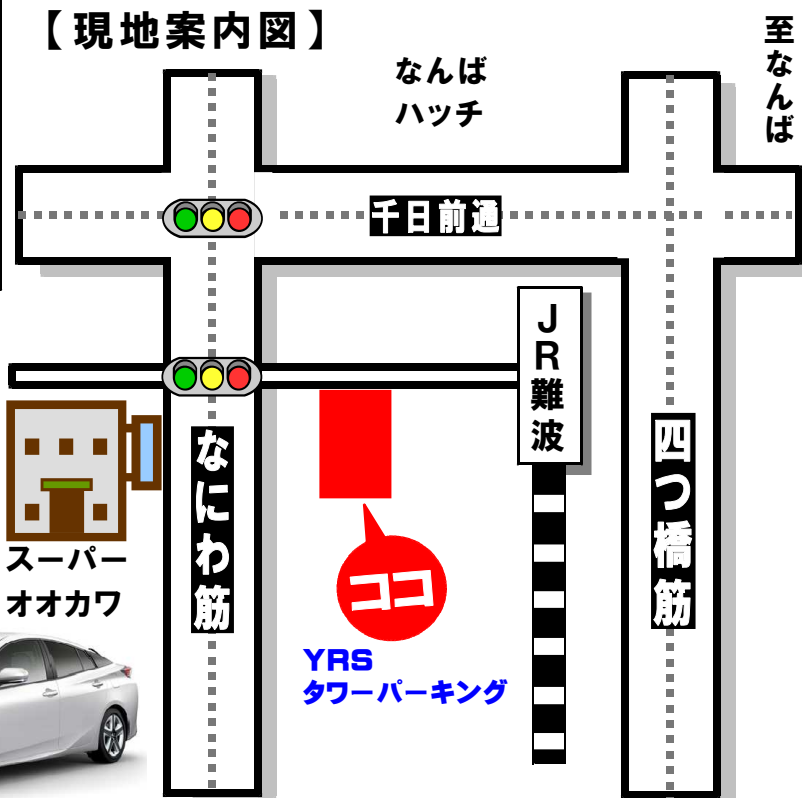 【現地案内図】
至なんば
なんば
ハッチ
千日前通
JR難波
なにわ筋
四つ橋筋
スーパー
オオカワ
ココ
YRS
タワーパーキング